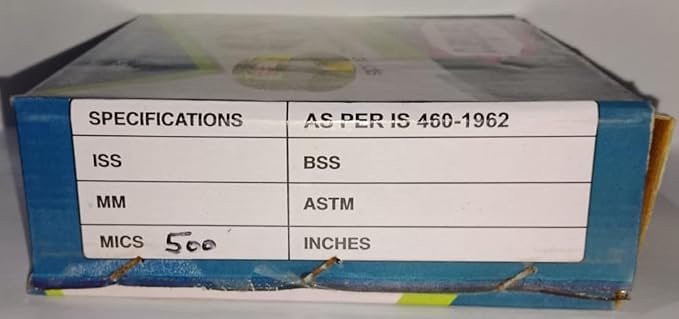 SPECIFICATIONS AS PER IS 460-1962
ISS BSS
MM ASTM
MICS 500 INCHES